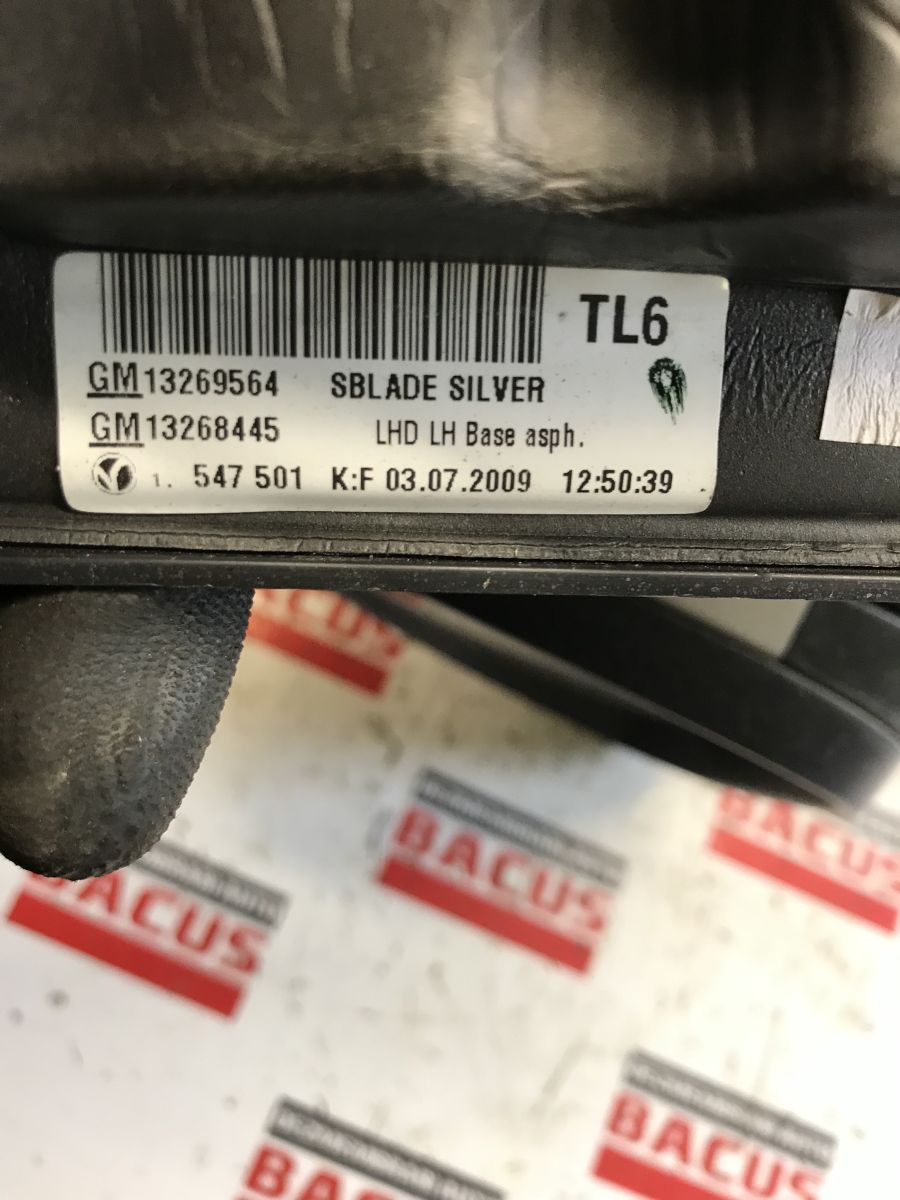 TL6
GM13269564 SBLADE SILVER
GM13268445 LHD LH Base asph.
1. 547 501 K:F 03.07.2009 12:50:39
BACUS
BACUS
BACUS
BACUS
BACUS
BACUS